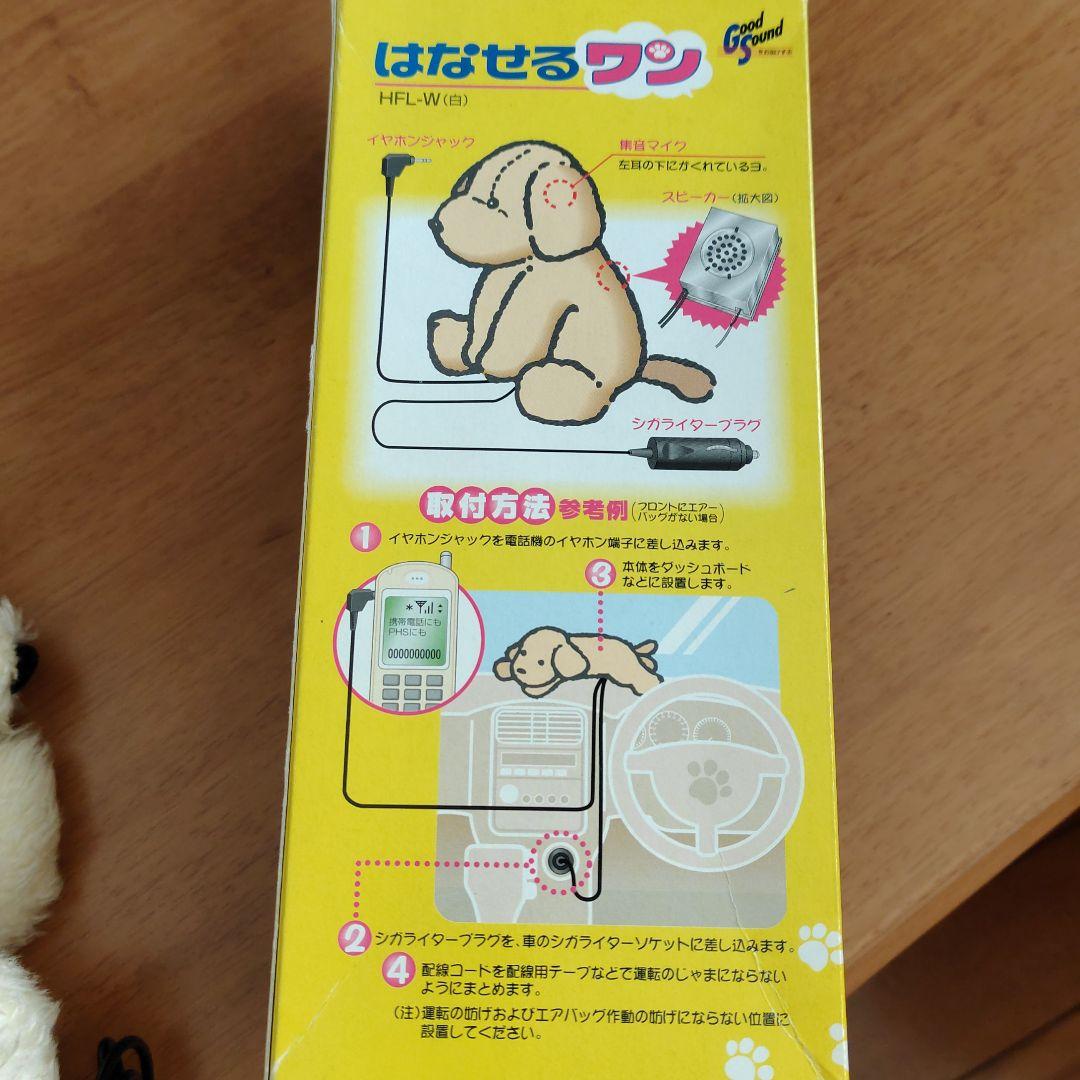 はなせるワン
Good Sound
をお届けする
HFL-W(白)
イヤホンジャック
集音マイク
左耳の下にかくれているヨ。
スピーカー(拡大図)
シガライタープラグ
取付方法 参考例(フロントにエアーバッグがない場合)
1 イヤホンジャックを電話機のイヤホン端子に差し込みます。
3 本体をダッシュボード
などに設置します。
携帯電話にも
PHSにも
0000000000
2 シガライタープラグを、車のシガライターソケットに差し込みます。
4 配線コードを配線用テープなどで運転のじゃまにならない
ようにまとめます。
(注)運転の妨げおよびエアバッグ作動の妨げにならない位置に
設置してください。